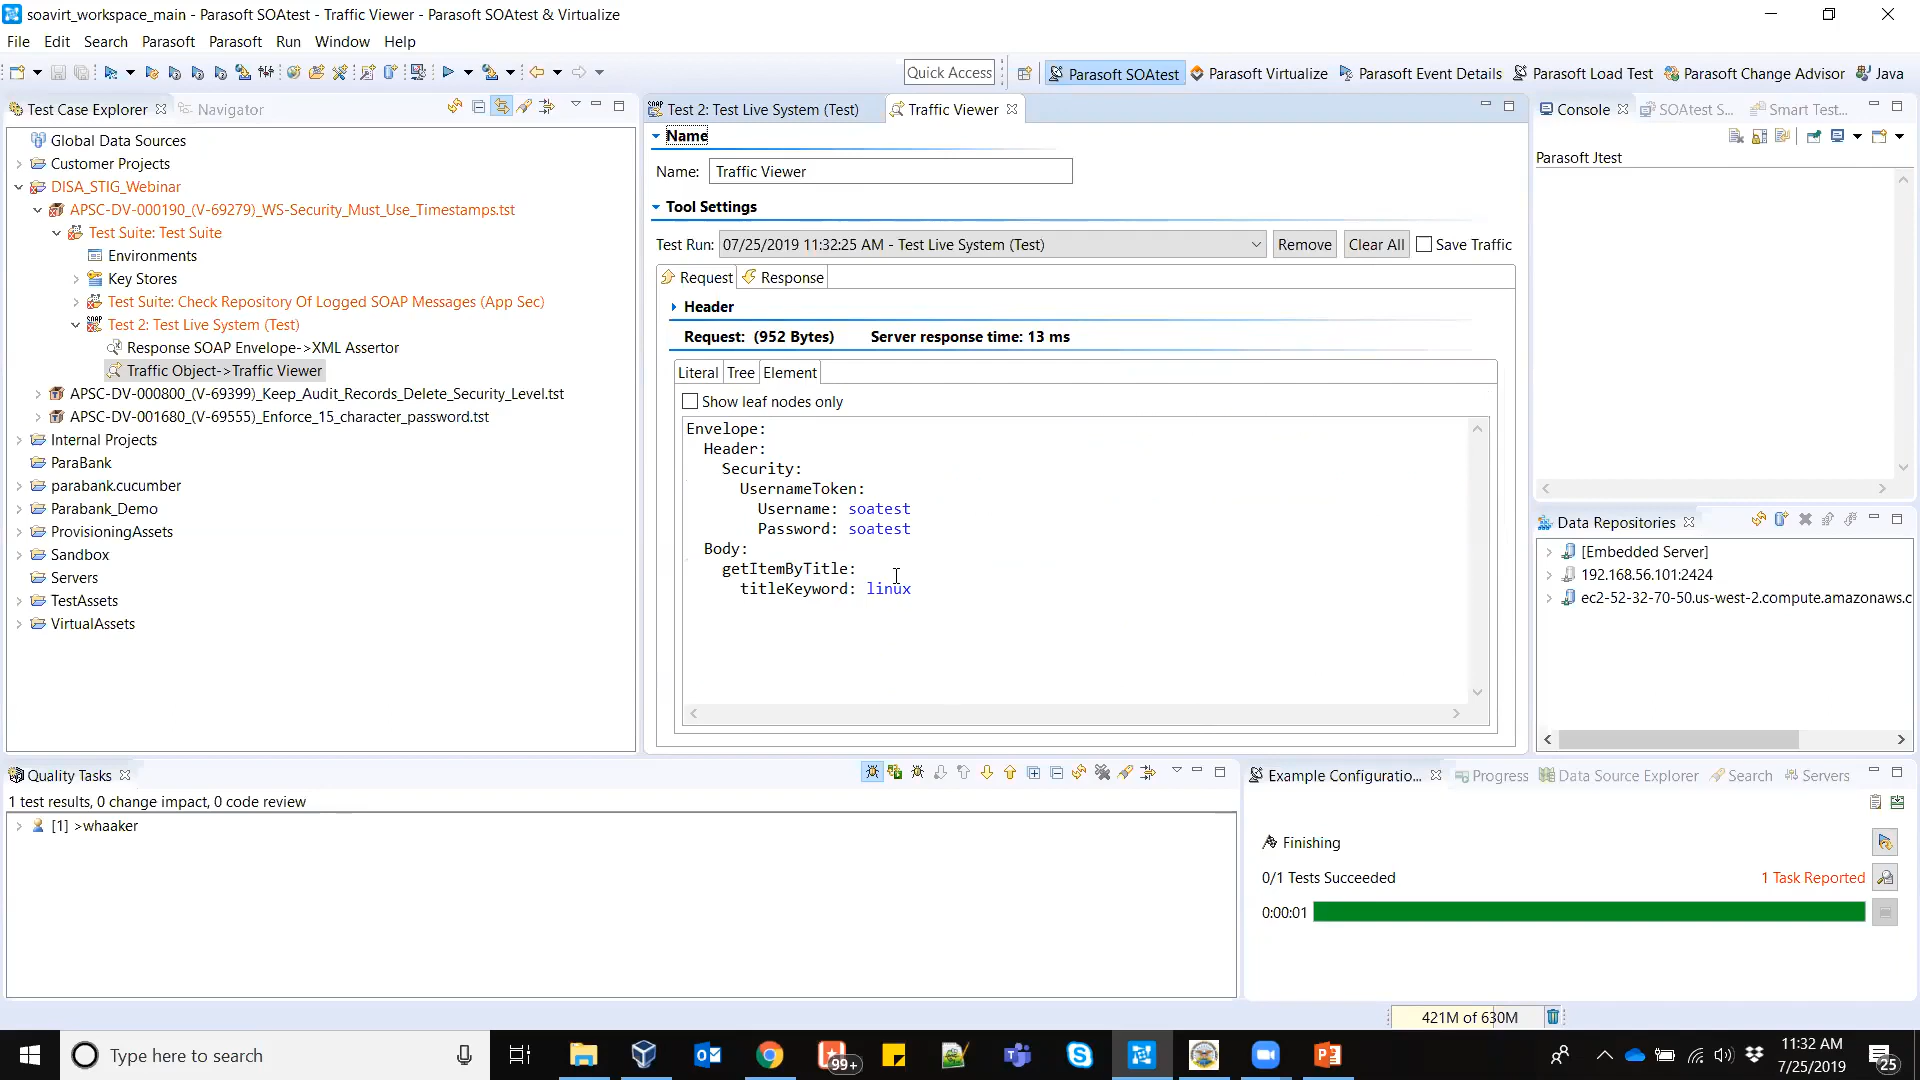 soavirt_workspace_main - Parasoft SOAtest - Traffic Viewer - Parasoft SOAtest & Virtualize
File Edit Search Parasoft Parasoft Run Window Help
Quick Access Parasoft SOAtest Parasoft Virtualize Parasoft Event Details Parasoft Load Test Parasoft Change Advisor Java
Test Case Explorer Navigator
Global Data Sources
Customer Projects
DISA_STIG_Webinar
APSC-DV-000190_(V-69279)_WS-Security_Must_Use_Timestamps.tst
Test Suite: Test Suite
Environments
Key Stores
Test Suite: Check Repository Of Logged SOAP Messages (App Sec)
Test 2: Test Live System (Test)
Response SOAP Envelope->XML Assertor
Traffic Object->Traffic Viewer
APSC-DV-000800_(V-69399)_Keep_Audit_Records_Delete_Security_Level.tst
APSC-DV-001680_(V-69555)_Enforce_15_character_password.tst
Internal Projects
ParaBank
parabank.cucumber
Parabank_Demo
ProvisioningAssets
Sandbox
Servers
TestAssets
VirtualAssets
Test 2: Test Live System (Test) Traffic Viewer
Name
Name: Traffic Viewer
Tool Settings
Test Run: 07/25/2019 11:32:25 AM - Test Live System (Test) Remove Clear All Save Traffic
Request Response
Header
Request: (952 Bytes) Server response time: 13 ms
Literal Tree Element
Show leaf nodes only
Envelope:
Header:
Security:
UsernameToken:
Username: soatest
Password: soatest
Body:
getItemByTitle:
titleKeyword: linux
Console SOAtest S... Smart Test...
Parasoft Jtest
Data Repositories
[Embedded Server]
192.168.56.101:2424
ec2-52-32-70-50.us-west-2.compute.amazonaws.c
Quality Tasks
1 test results, 0 change impact, 0 code review
[1] >whaaker
Example Configuratio... Progress Data Source Explorer Search Servers
Finishing
0/1 Tests Succeeded 1 Task Reported
0:00:01
421M of 630M
Type here to search
99+
11:32 AM
7/25/2019
25